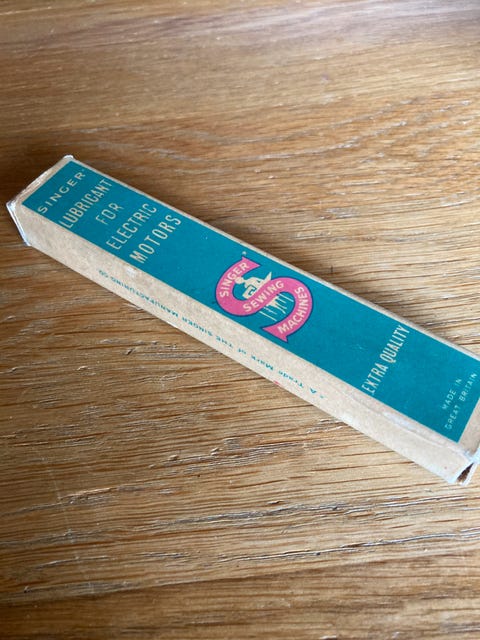 SINGER*
LUBRICANT
FOR
ELECTRIC
MOTORS
SINGER
SEWING
MACHINES
EXTRA QUALITY
MADE IN
GREAT BRITAIN
* A Trade Mark of THE SINGER MANUFACTURING CO